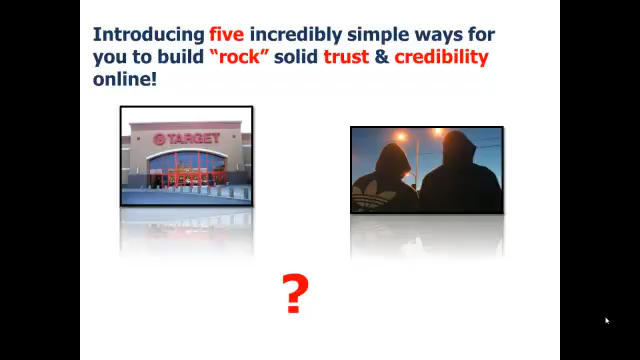 Introducing five incredibly simple ways for
you to build “rock” solid trust & credibility
online!
TARGET
?